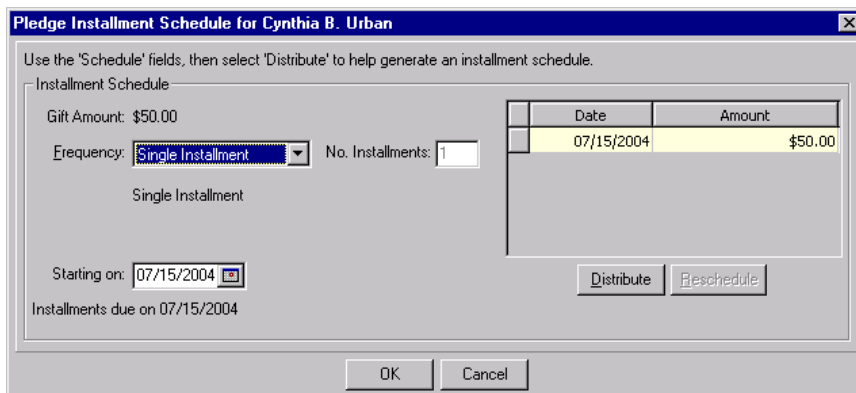 Pledge Installment Schedule for Cynthia B. Urban
Use the 'Schedule' fields, then select 'Distribute' to help generate an installment schedule.
Installment Schedule
Gift Amount: $50.00
Frequency: Single Installment No. Installments: 1
Single Installment
Starting on: 07/15/2004
Installments due on 07/15/2004
Date Amount
07/15/2004 $50.00
Distribute Reschedule
OK Cancel